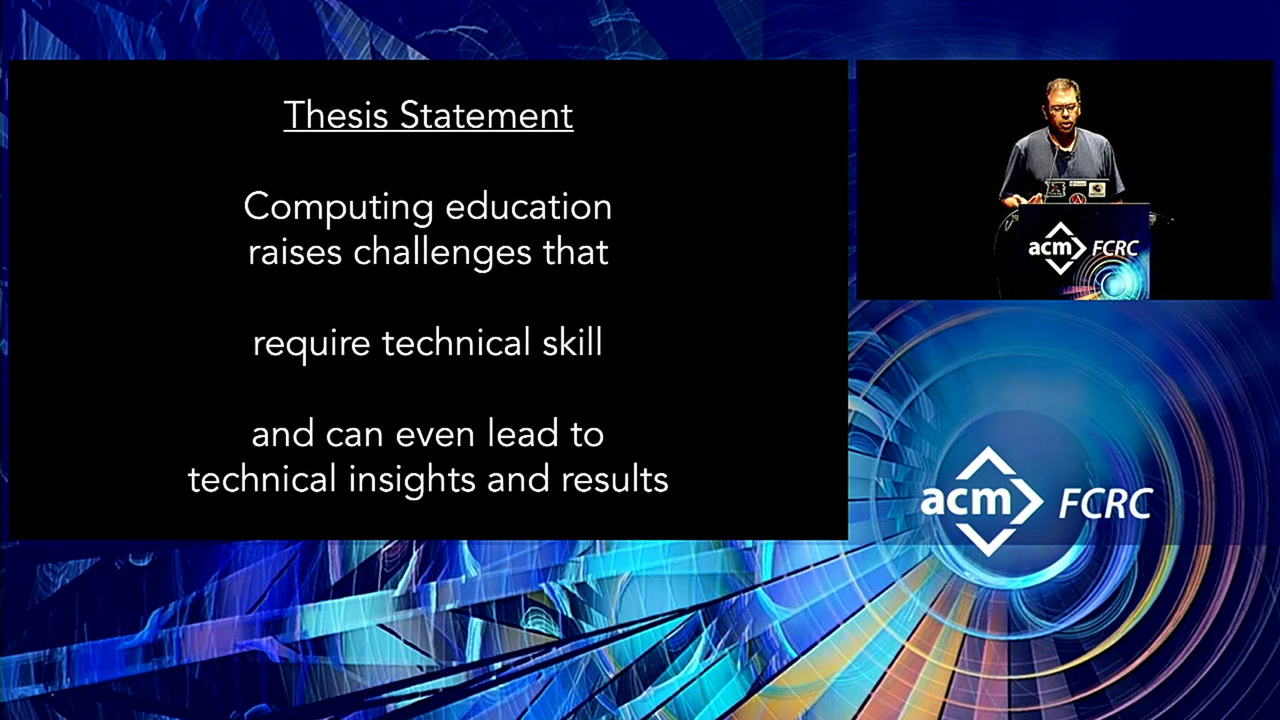 Thesis Statement
Computing education
raises challenges that
require technical skill
and can even lead to
technical insights and results
acm FCRC
acm FCRC